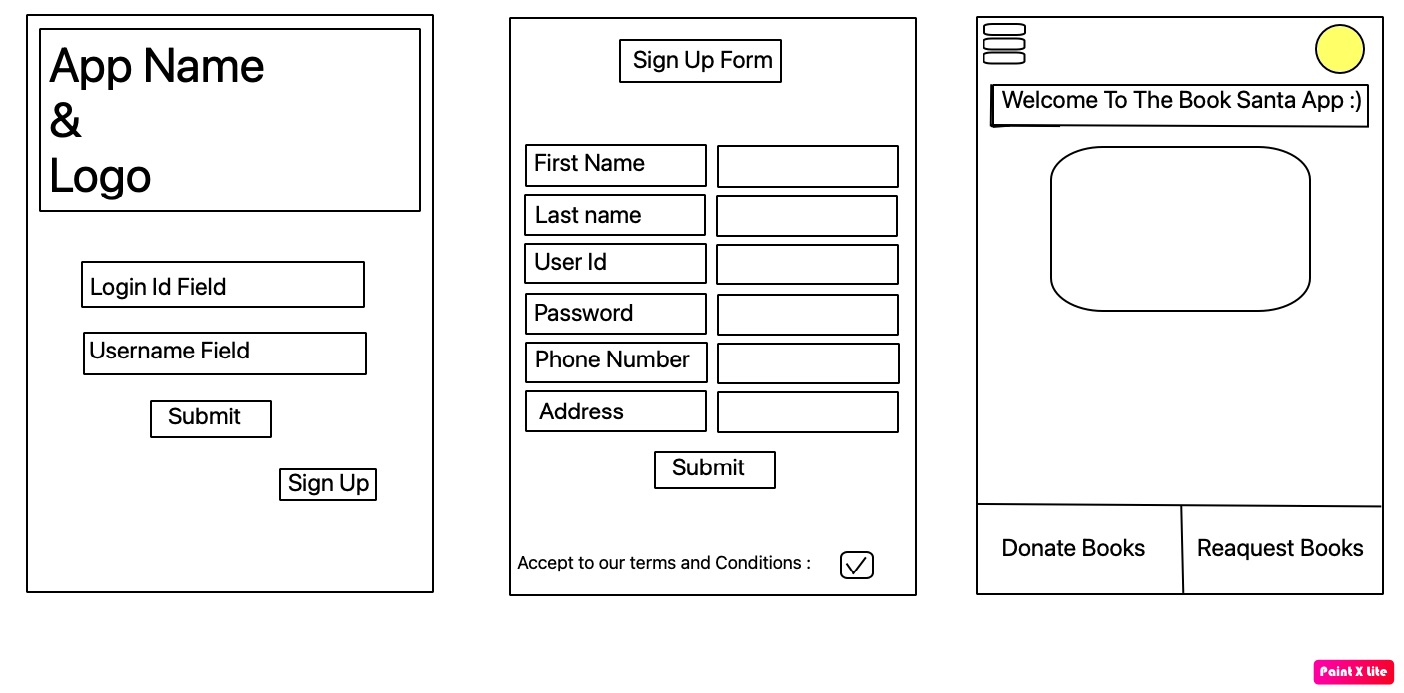 App Name
&
Logo
Login Id Field
Username Field
Submit
Sign Up
Sign Up Form
First Name
Last name
User Id
Password
Phone Number
Address
Submit
Accept to our terms and Conditions :
Welcome To The Book Santa App :)
Donate Books
Reaquest Books
Paint X lite